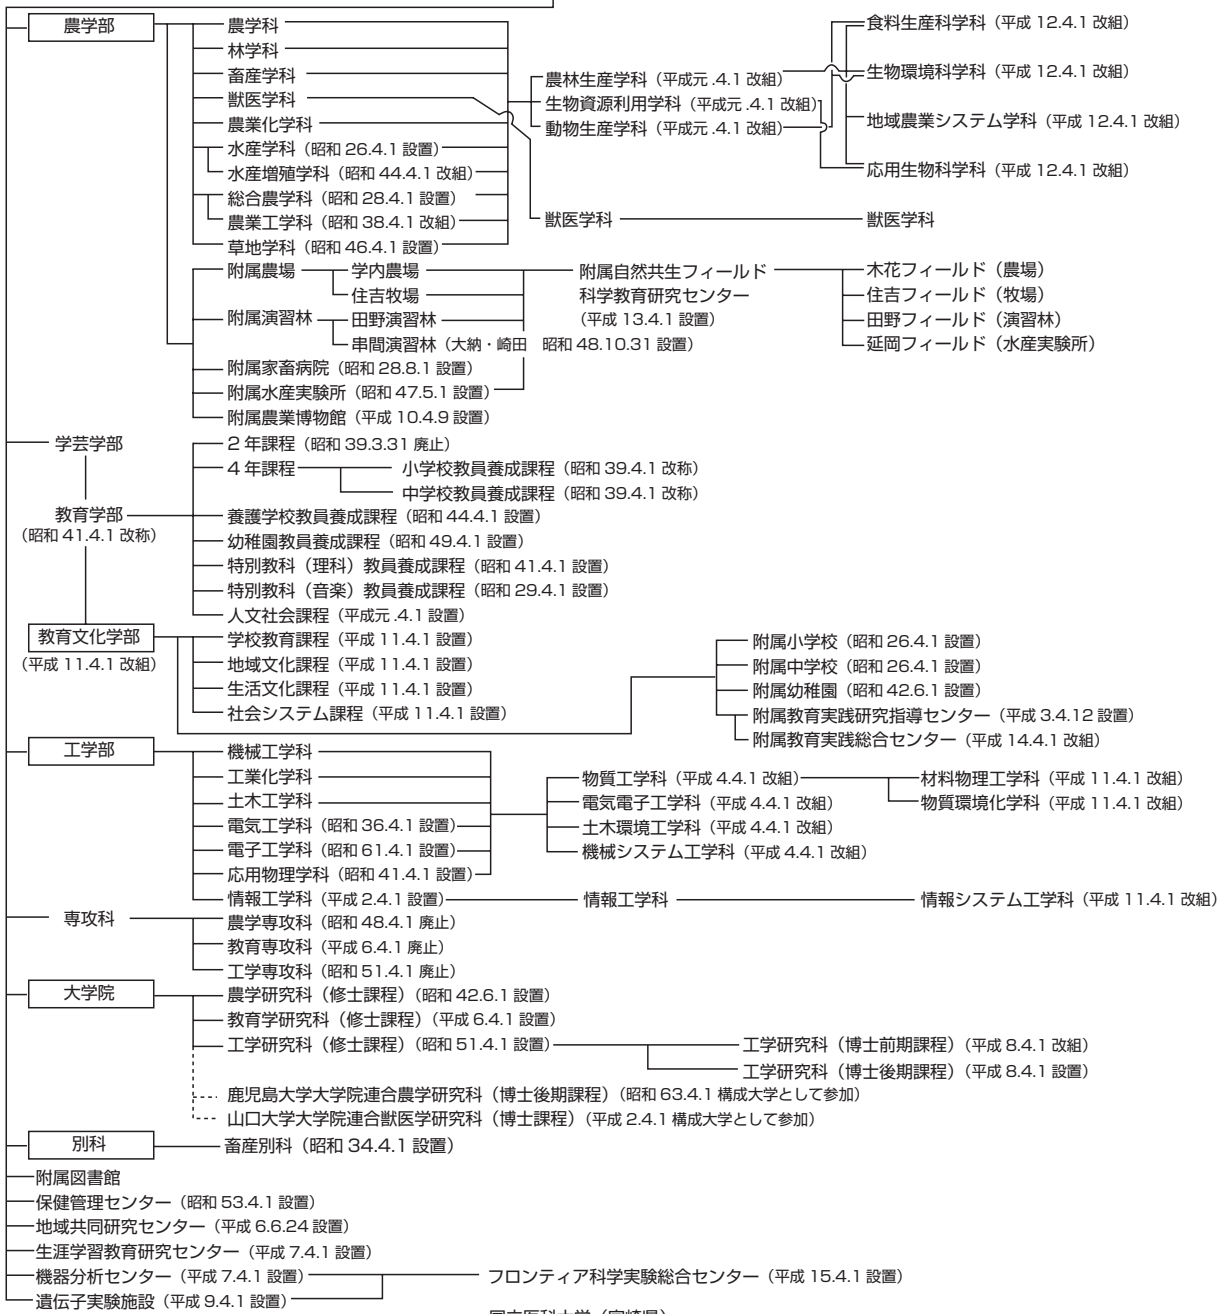 農学部
農学科
林学科
畜産学科
獣医学科
農業化学科
水産学科（昭和 26.4.1 設置）
水産増殖学科（昭和 44.4.1 改組）
総合農学科（昭和 28.4.1 設置）
農業工学科（昭和 38.4.1 改組）
草地学科（昭和 46.4.1 設置）
農林生産学科（平成元 .4.1 改組）
生物資源利用学科（平成元 .4.1 改組）
動物生産学科（平成元 .4.1 改組）
獣医学科
食料生産科学科（平成 12.4.1 改組）
生物環境科学科（平成 12.4.1 改組）
地域農業システム学科（平成 12.4.1 改組）
応用生物科学科（平成 12.4.1 改組）
獣医学科
附属農場
学内農場
住吉牧場
附属演習林
田野演習林
串間演習林（大納・崎田　昭和 48.10.31 設置）
附属家畜病院（昭和 28.8.1 設置）
附属水産実験所（昭和 47.5.1 設置）
附属農業博物館（平成 10.4.9 設置）
附属自然共生フィールド
科学教育研究センター
（平成 13.4.1 設置）
木花フィールド（農場）
住吉フィールド（牧場）
田野フィールド（演習林）
延岡フィールド（水産実験所）
学芸学部
教育学部
（昭和 41.4.1 改称）
2 年課程（昭和 39.3.31 廃止）
4 年課程
小学校教員養成課程（昭和 39.4.1 改称）
中学校教員養成課程（昭和 39.4.1 改称）
養護学校教員養成課程（昭和 44.4.1 設置）
幼稚園教員養成課程（昭和 49.4.1 設置）
特別教科（理科）教員養成課程（昭和 41.4.1 設置）
特別教科（音楽）教員養成課程（昭和 29.4.1 設置）
人文社会課程（平成元 .4.1 設置）
教育文化学部
（平成 11.4.1 改組）
学校教育課程（平成 11.4.1 設置）
地域文化課程（平成 11.4.1 設置）
生活文化課程（平成 11.4.1 設置）
社会システム課程（平成 11.4.1 設置）
附属小学校（昭和 26.4.1 設置）
附属中学校（昭和 26.4.1 設置）
附属幼稚園（昭和 42.6.1 設置）
附属教育実践研究指導センター（平成 3.4.12 設置）
附属教育実践総合センター（平成 14.4.1 改組）
工学部
機械工学科
工業化学科
土木工学科
電気工学科（昭和 36.4.1 設置）
電子工学科（昭和 61.4.1 設置）
応用物理学科（昭和 41.4.1 設置）
情報工学科（平成 2.4.1 設置）
物質工学科（平成 4.4.1 改組）
電気電子工学科（平成 4.4.1 改組）
土木環境工学科（平成 4.4.1 改組）
機械システム工学科（平成 4.4.1 改組）
情報工学科
材料物理工学科（平成 11.4.1 改組）
物質環境化学科（平成 11.4.1 改組）
情報システム工学科（平成 11.4.1 改組）
専攻科
農学専攻科（昭和 48.4.1 廃止）
教育専攻科（平成 6.4.1 廃止）
工学専攻科（昭和 51.4.1 廃止）
大学院
農学研究科（修士課程）（昭和 42.6.1 設置）
教育学研究科（修士課程）（平成 6.4.1 設置）
工学研究科（修士課程）（昭和 51.4.1 設置）
工学研究科（博士前期課程）（平成 8.4.1 改組）
工学研究科（博士後期課程）（平成 8.4.1 設置）
鹿児島大学大学院連合農学研究科（博士後期課程）（昭和 63.4.1 構成大学として参加）
山口大学大学院連合獣医学研究科（博士課程）（平成 2.4.1 構成大学として参加）
別科
畜産別科（昭和 34.4.1 設置）
附属図書館
保健管理センター（昭和 53.4.1 設置）
地域共同研究センター（平成 6.6.24 設置）
生涯学習教育研究センター（平成 7.4.1 設置）
機器分析センター（平成 7.4.1 設置）
遺伝子実験施設（平成 9.4.1 設置）
フロンティア科学実験総合センター（平成 15.4.1 設置）